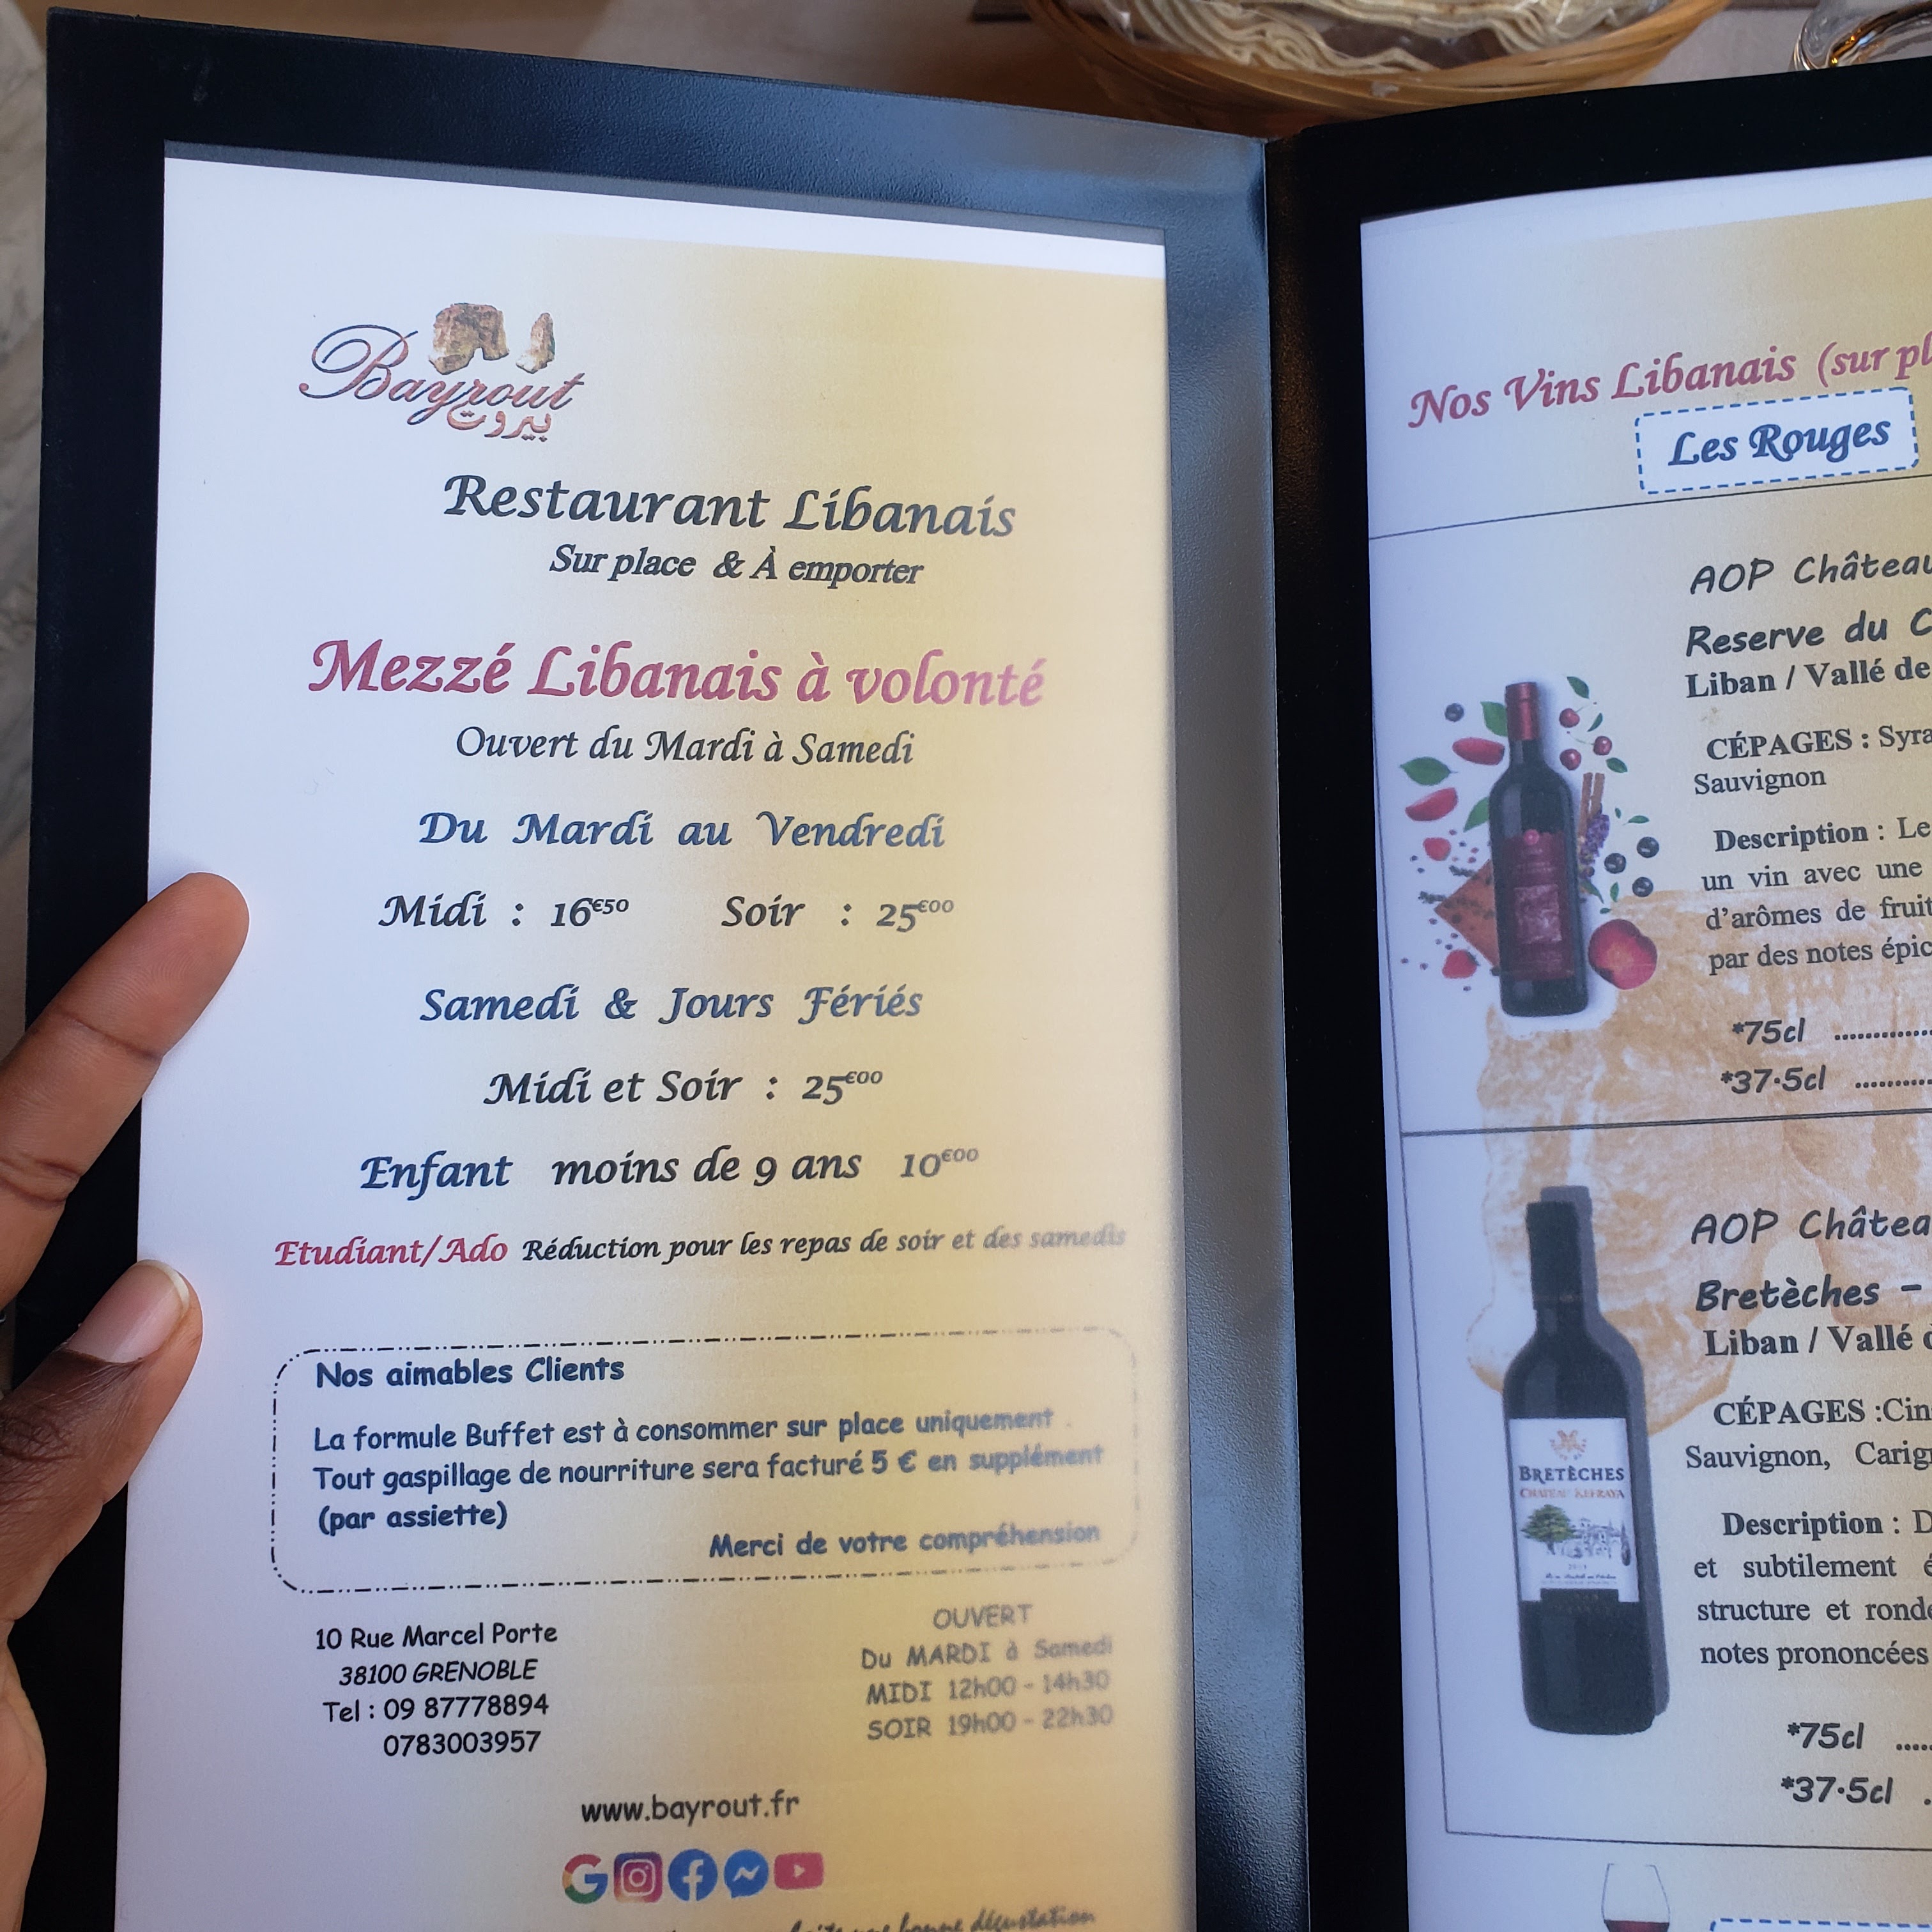 Bayrout
بيروت
Restaurant Libanais
Sur place & À emporter
Mezzé Libanais à volonté
Ouvert du Mardi à Samedi
Du Mardi au Vendredi
Midi : 16€50 Soir : 25€00
Samedi & Jours Fériés
Midi et Soir : 25€00
Enfant moins de 9 ans 10€00
Etudiant/Ado Réduction pour les repas de soir et des samedis
Nos aimables Clients
La formule Buffet est à consommer sur place uniquement .
Tout gaspillage de nourriture sera facturé 5 € en supplément
(par assiette)
Merci de votre compréhension
10 Rue Marcel Porte
38100 GRENOBLE
Tel : 09 87778894
0783003957
OUVERT
Du MARDI à Samedi
MIDI 12h00 - 14h30
SOIR 19h00 - 22h30
www.bayrout.fr
bonne dégustation
Nos Vins Libanais (sur
Les Rouges
AOP Château
Reserve du
Liban / Vallé de
CÉPAGES :
Sauvignon
Description : Le
un vin avec une
d'arômes de
par des notes
*75cl ..............
*37.5cl ...........
AOP
Bretèches -
Liban / Vallé
CÉPAGES :
Sauvignon,
Description :
et subtilement
structure et
notes prononcées
*75cl .....
*37.5cl .
BRETÈCHES
CHATEAU KEFRAYA